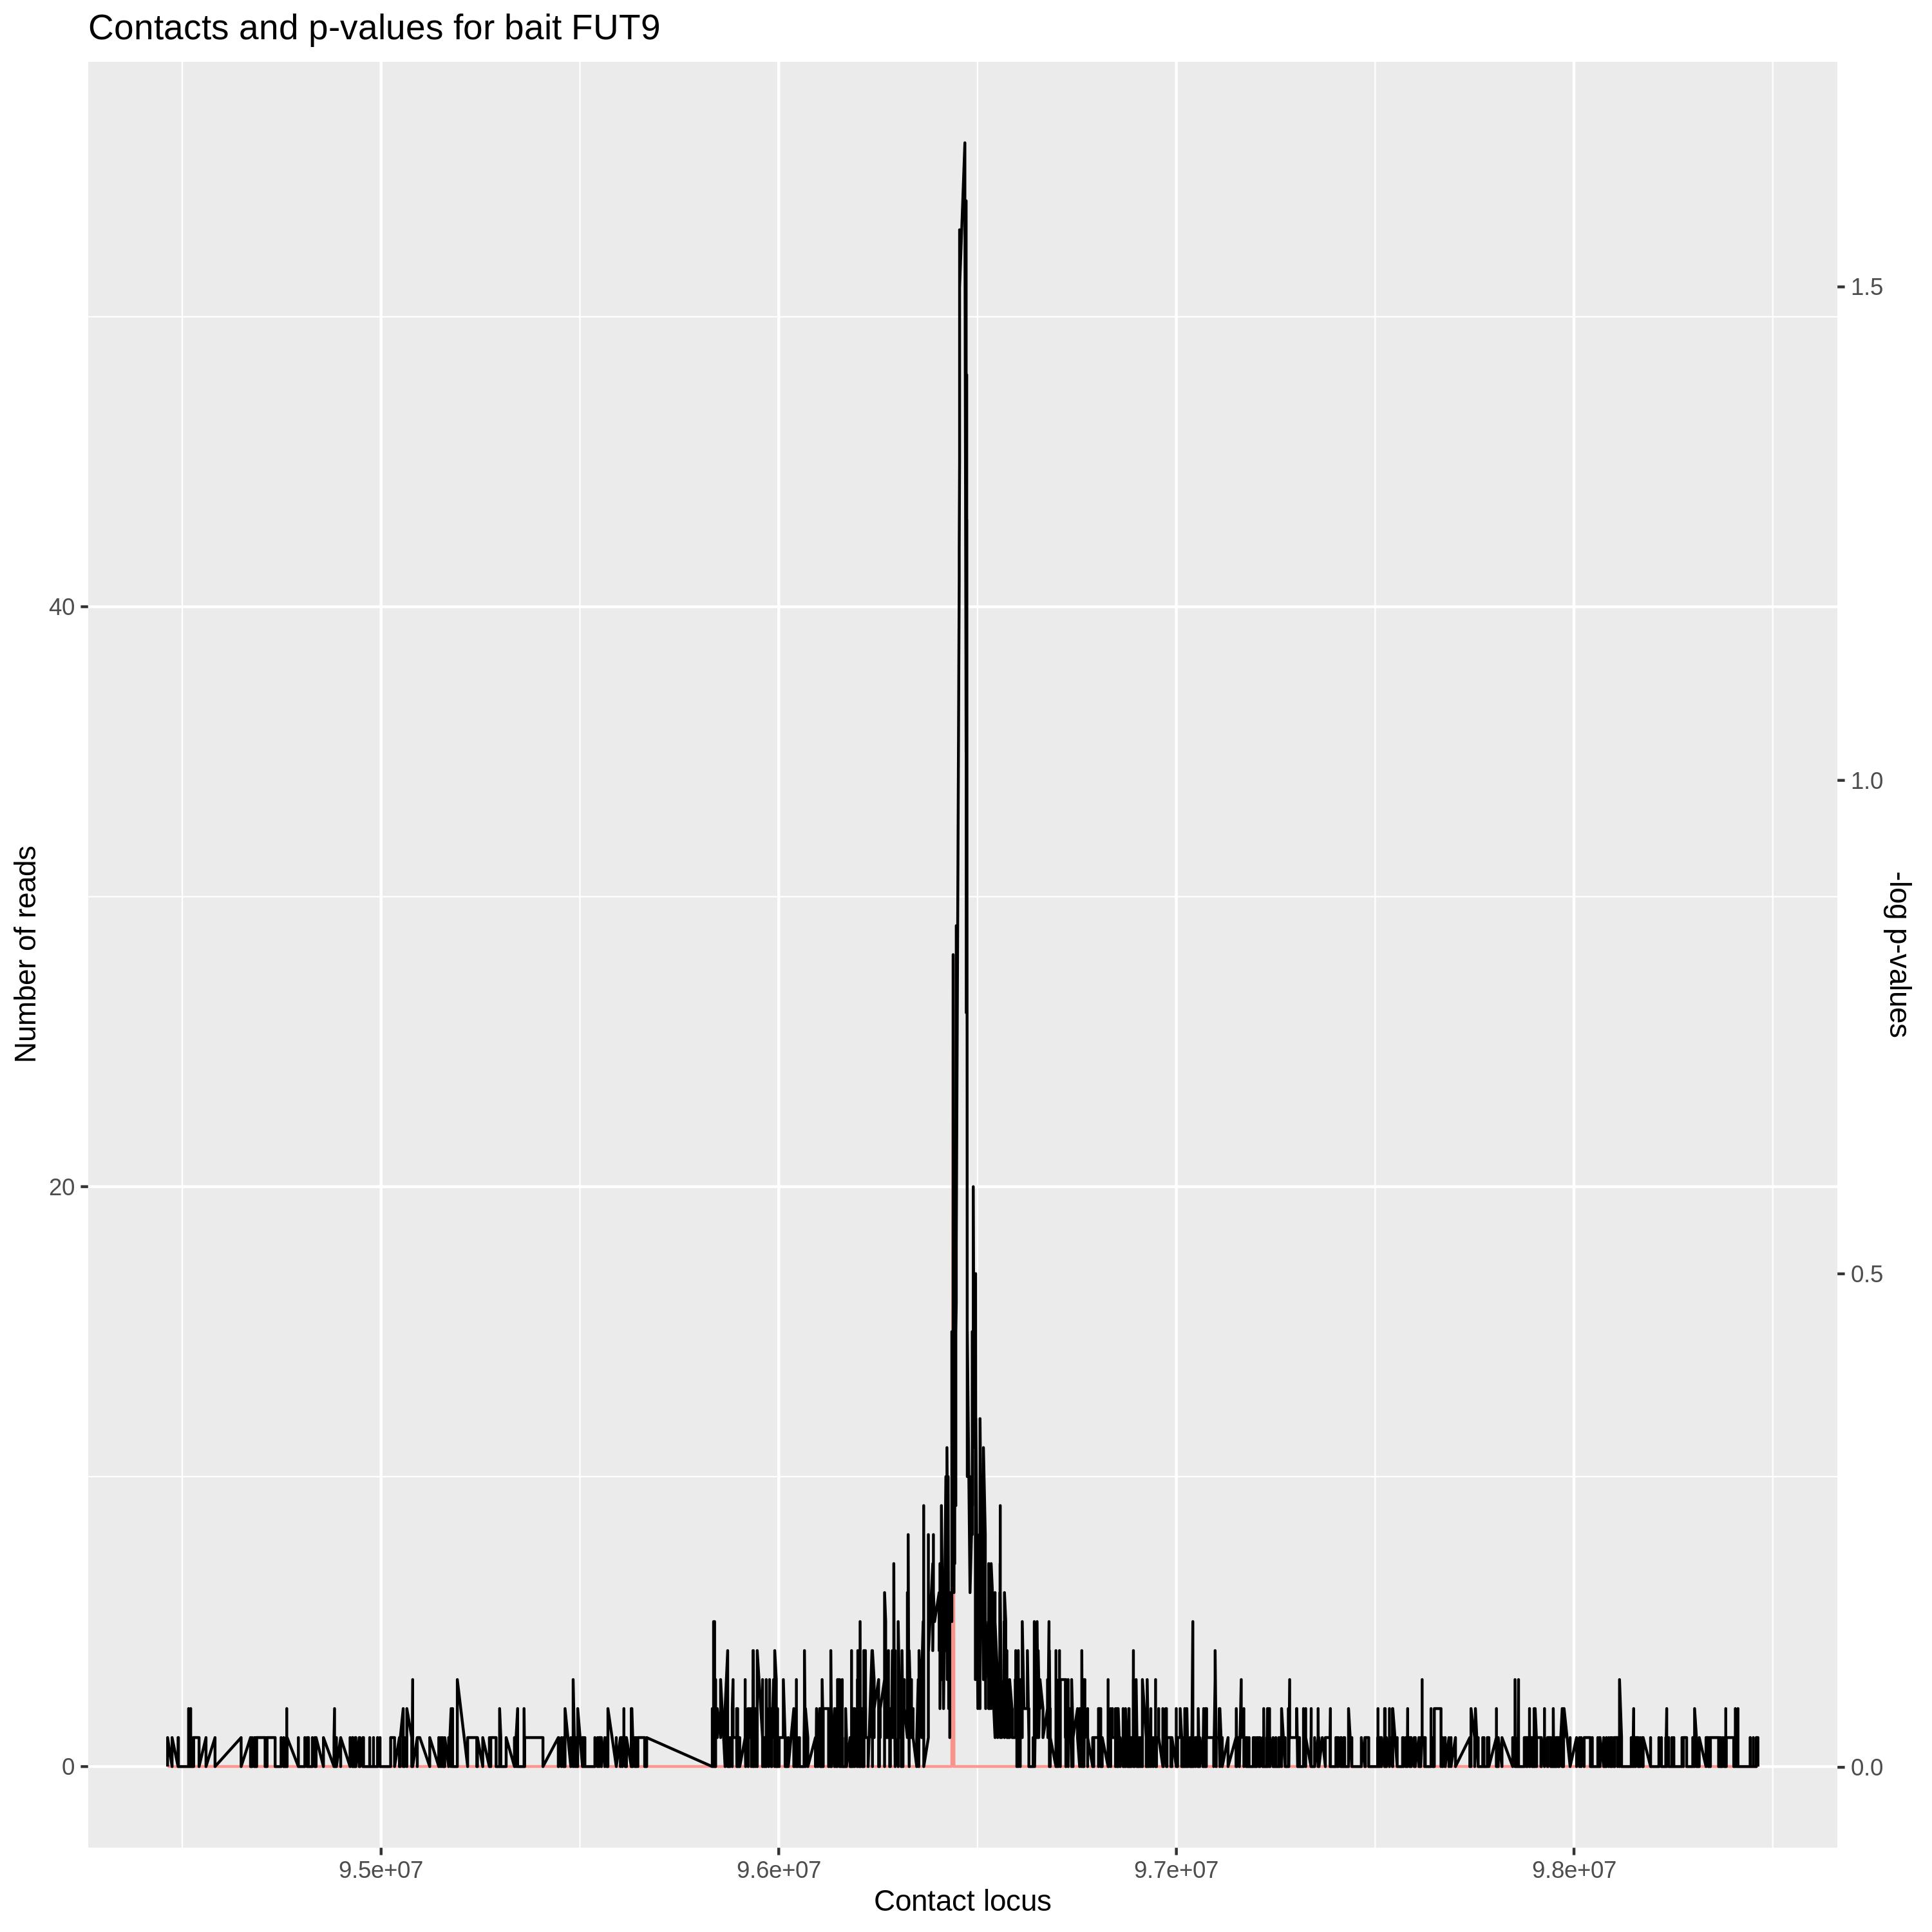 Contacts and p-values for bait FUT9
Number of reads
40
20
0
1.5
1.0
0.5
0.0
-log p-values
9.5e+07 9.6e+07 9.7e+07 9.8e+07
Contact locus